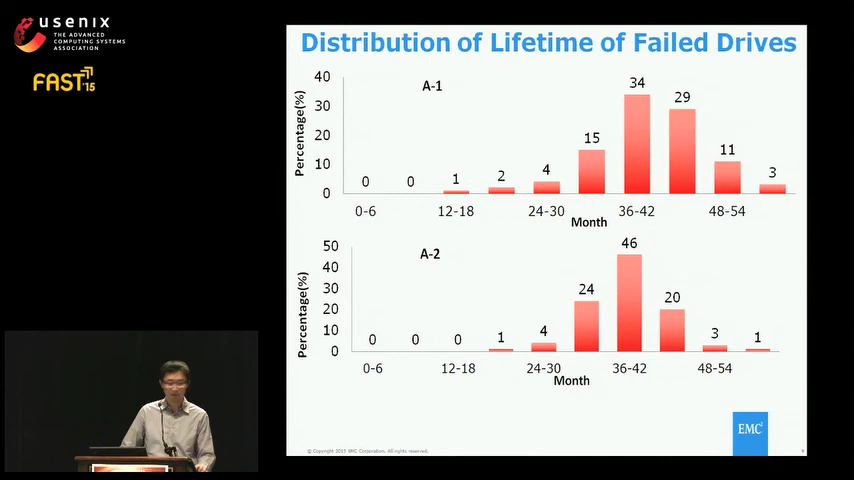 usenix
THE ADVANCED
COMPUTING SYSTEMS
ASSOCIATION
FAST '15
Distribution of Lifetime of Failed Drives
A-1
Percentage(%)
40
30
20
10
0
0
0
1
2
4
15
34
29
11
3
0-6
12-18
24-30
36-42
48-54
Month
A-2
Percentage(%)
50
40
30
20
10
0
0
0
0
1
4
24
46
20
3
1
0-6
12-18
24-30
36-42
48-54
Month
EMC²
© Copyright 2015 EMC Corporation. All rights reserved.